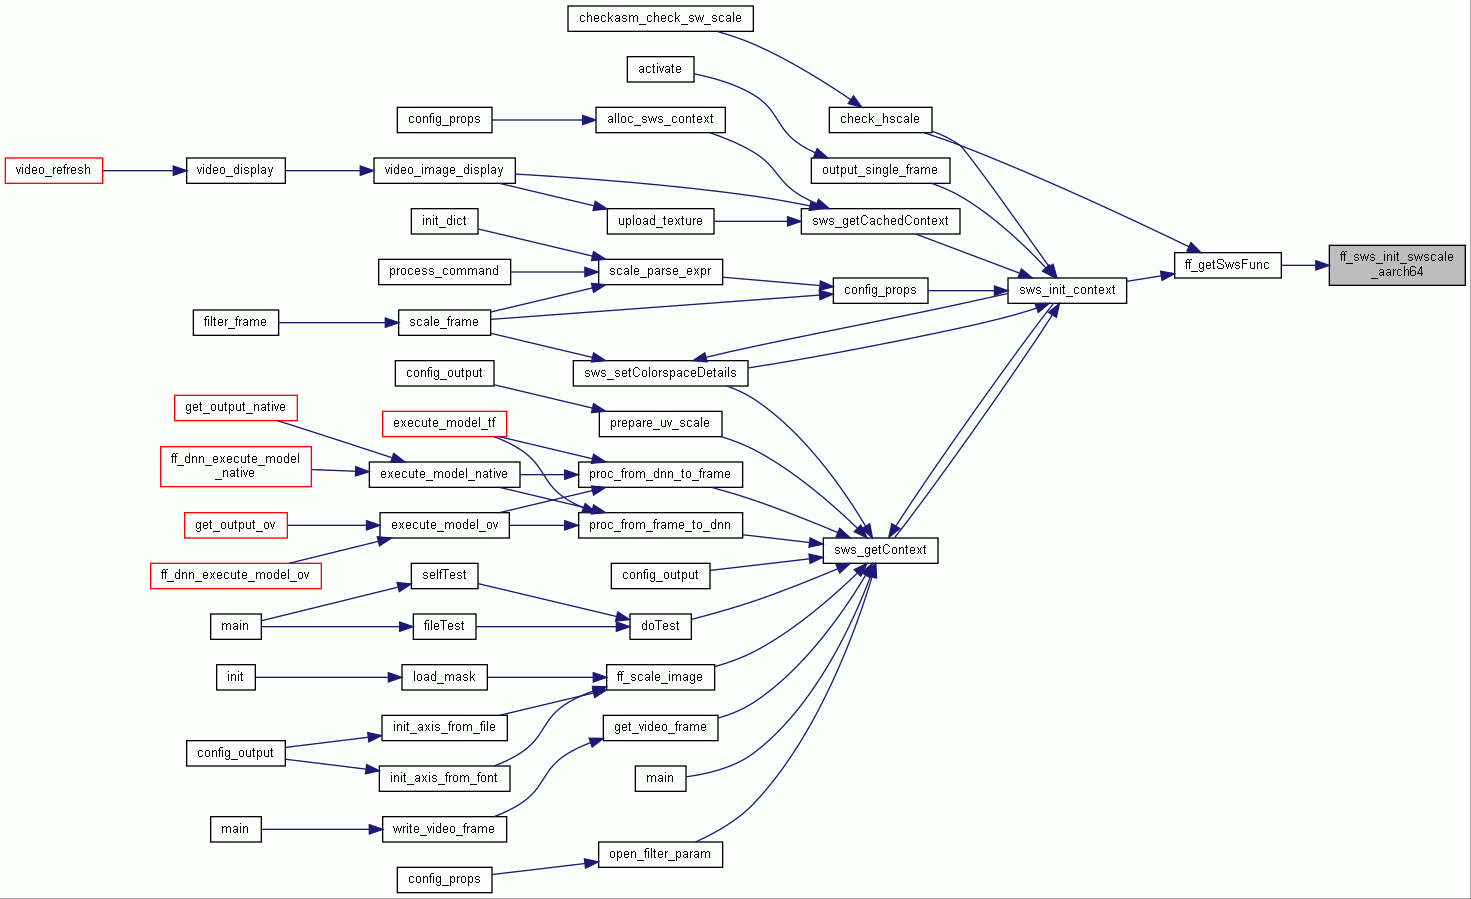 checkasm_check_sw_scale
activate
config_props
alloc_sws_context
check_hscale
video_refresh
video_display
video_image_display
output_single_frame
init_dict
upload_texture
sws_getCachedContext
process_command
scale_parse_expr
ff_getSwsFunc
ff_sws_init_swscale
_aarch64
config_props
sws_init_context
filter_frame
scale_frame
config_output
sws_setColorspaceDetails
get_output_native
execute_model_tf
prepare_uv_scale
ff_dnn_execute_model
_native
execute_model_native
proc_from_dnn_to_frame
get_output_ov
execute_model_ov
proc_from_frame_to_dnn
sws_getContext
ff_dnn_execute_model_ov
selfTest
config_output
main
fileTest
doTest
init
load_mask
ff_scale_image
init_axis_from_file
get_video_frame
config_output
init_axis_from_font
main
main
write_video_frame
open_filter_param
config_props